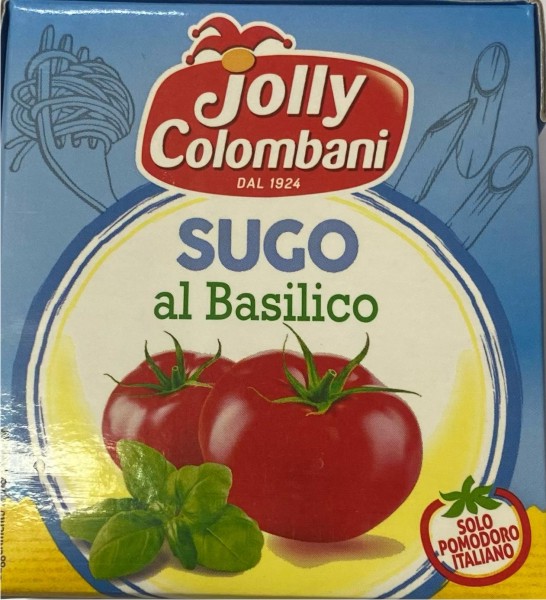 Jolly
Colombani
DAL 1924
SUGO
al Basilico
SOLO
POMODORO
ITALIANO